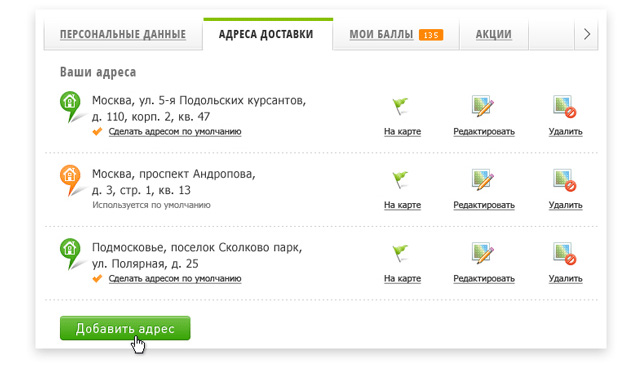 ПЕРСОНАЛЬНЫЕ ДАННЫЕ АДРЕСА ДОСТАВКИ МОИ БАЛЛЫ 135 АКЦИИ
Ваши адреса
Москва, ул. 5-я Подольских курсантов,
д. 110, корп. 2, кв. 47
Сделать адресом по умолчанию На карте Редактировать Удалить
Москва, проспект Андропова,
д. 3, стр. 1, кв. 13
Используется по умолчанию На карте Редактировать Удалить
Подмосковье, поселок Сколково парк,
ул. Полярная, д. 25
Сделать адресом по умолчанию На карте Редактировать Удалить
Добавить адрес